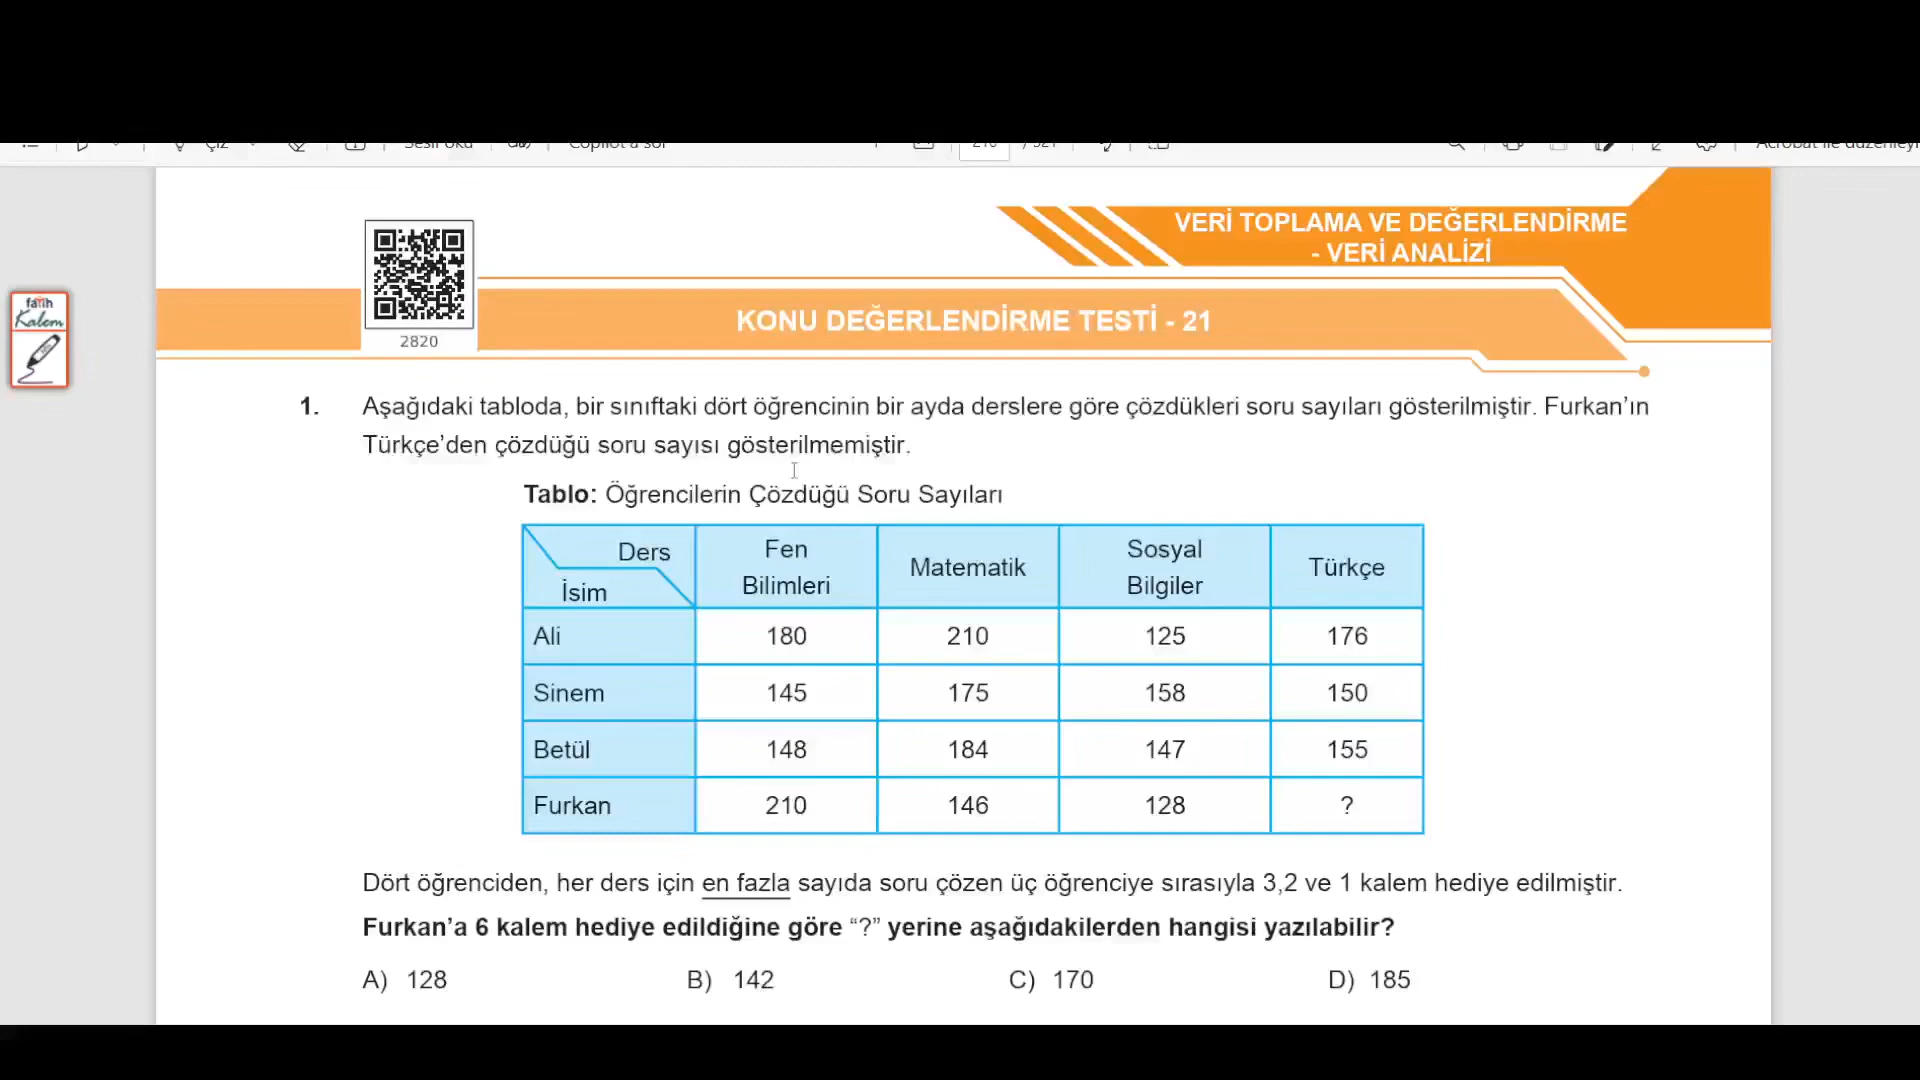 VERİ TOPLAMA VE DEĞERLENDİRME
- VERİ ANALİZİ
fatih
Kalem
KONU DEĞERLENDİRME TESTİ - 21
2820
1. Aşağıdaki tabloda, bir sınıftaki dört öğrencinin bir ayda derslere göre çözdükleri soru sayıları gösterilmiştir. Furkan’ın
Türkçe’den çözdüğü soru sayısı gösterilmemiştir.
Tablo: Öğrencilerin Çözdüğü Soru Sayıları
Ders
İsim
Fen
Bilimleri
Matematik
Sosyal
Bilgiler
Türkçe
Ali 180 210 125 176
Sinem 145 175 158 150
Betül 148 184 147 155
Furkan 210 146 128 ?
Dört öğrenciden, her ders için en fazla sayıda soru çözen üç öğrenciye sırasıyla 3,2 ve 1 kalem hediye edilmiştir.
Furkan’a 6 kalem hediye edildiğine göre “?” yerine aşağıdakilerden hangisi yazılabilir?
A) 128 B) 142 C) 170 D) 185